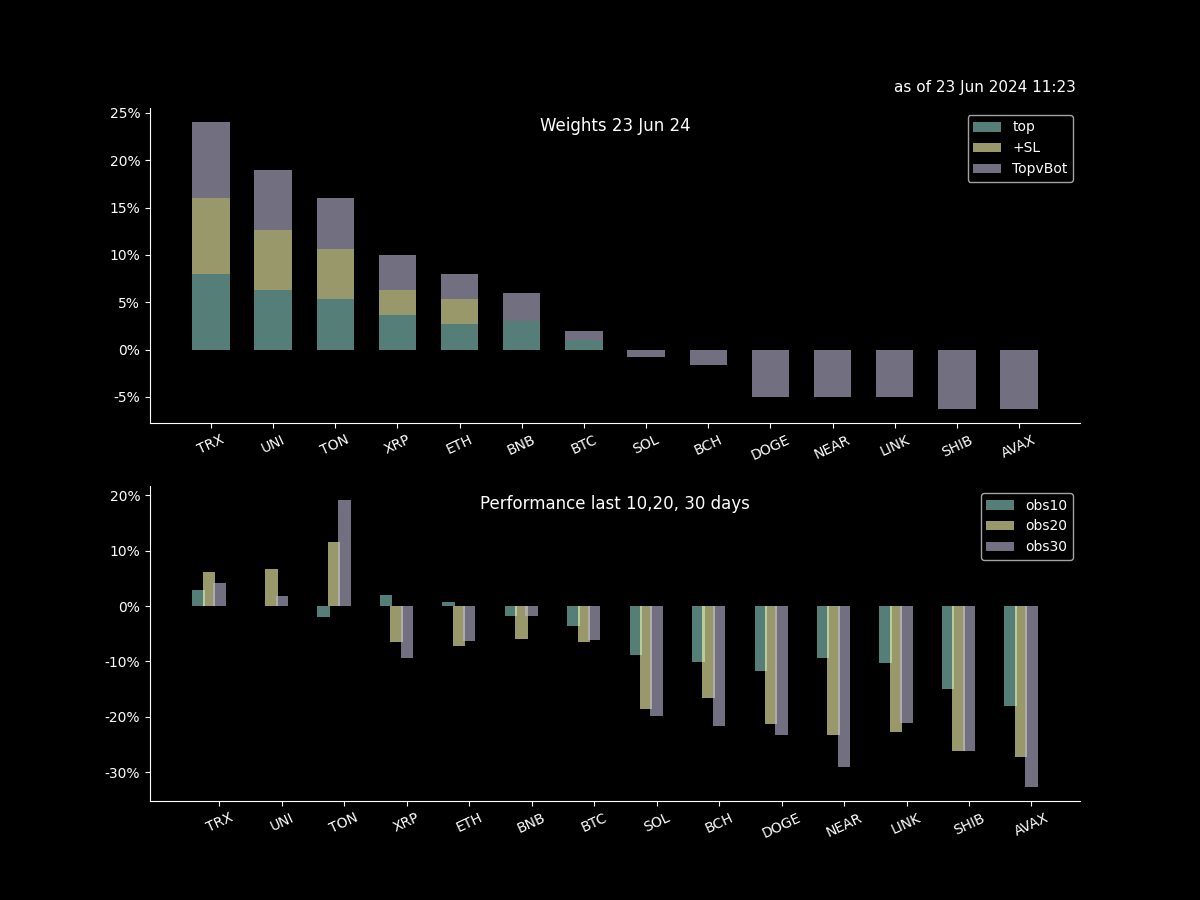 as of 23 Jun 2024 11:23
Weights 23 Jun 24
top
+SL
TopvBot
25%
20%
15%
10%
5%
0%
-5%
TRX UNI TON XRP ETH BNB BTC SOL BCH DOGE NEAR LINK SHIB AVAX
Performance last 10,20, 30 days
obs10
obs20
obs30
20%
10%
0%
-10%
-20%
-30%
TRX UNI TON XRP ETH BNB BTC SOL BCH DOGE NEAR LINK SHIB AVAX